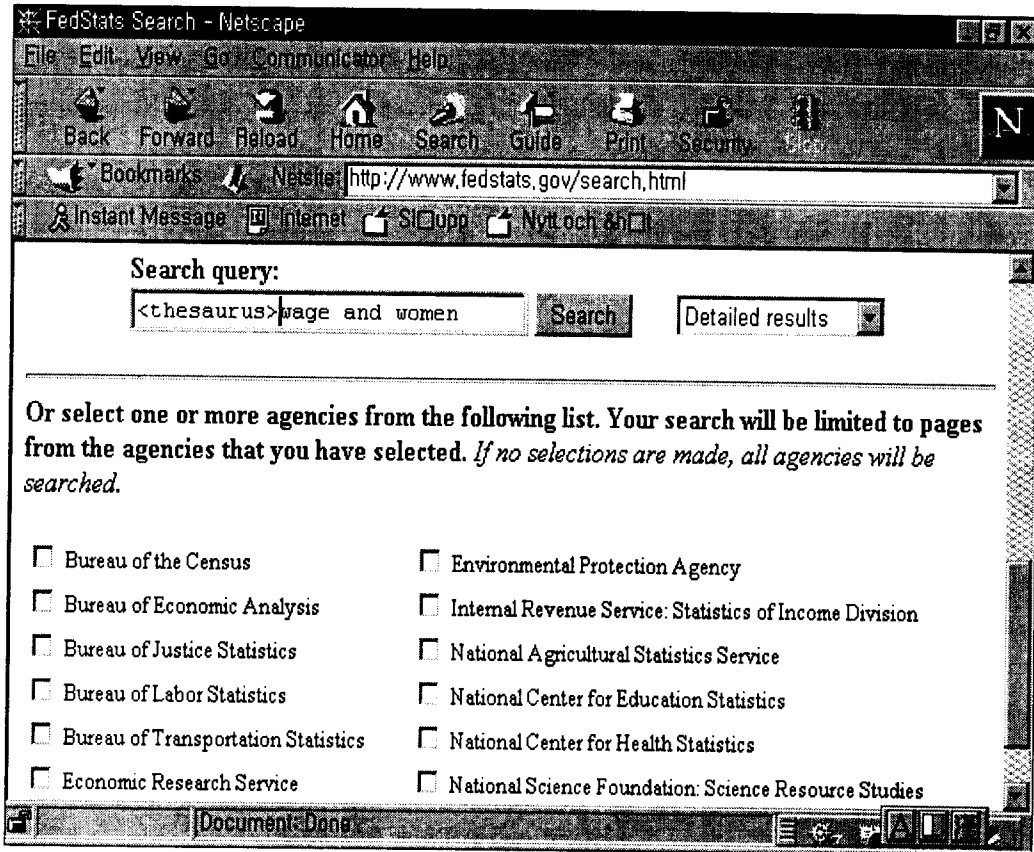 FedStats Search - Netscape
File Edit View Go Communicator Help
Back Forward Reload Home Search Guide Print Security Stop
N
Bookmarks Netsite: http://www.fedstats.gov/search.html
Instant Message Internet Sl□upp Nytt och &h□t
Search query:
<thesaurus>wage and women Search Detailed results
Or select one or more agencies from the following list. Your search will be limited to pages
from the agencies that you have selected. If no selections are made, all agencies will be
searched.
Bureau of the Census Environmental Protection Agency
Bureau of Economic Analysis Internal Revenue Service: Statistics of Income Division
Bureau of Justice Statistics National Agricultural Statistics Service
Bureau of Labor Statistics National Center for Education Statistics
Bureau of Transportation Statistics National Center for Health Statistics
Economic Research Service National Science Foundation: Science Resource Studies
Document: Done